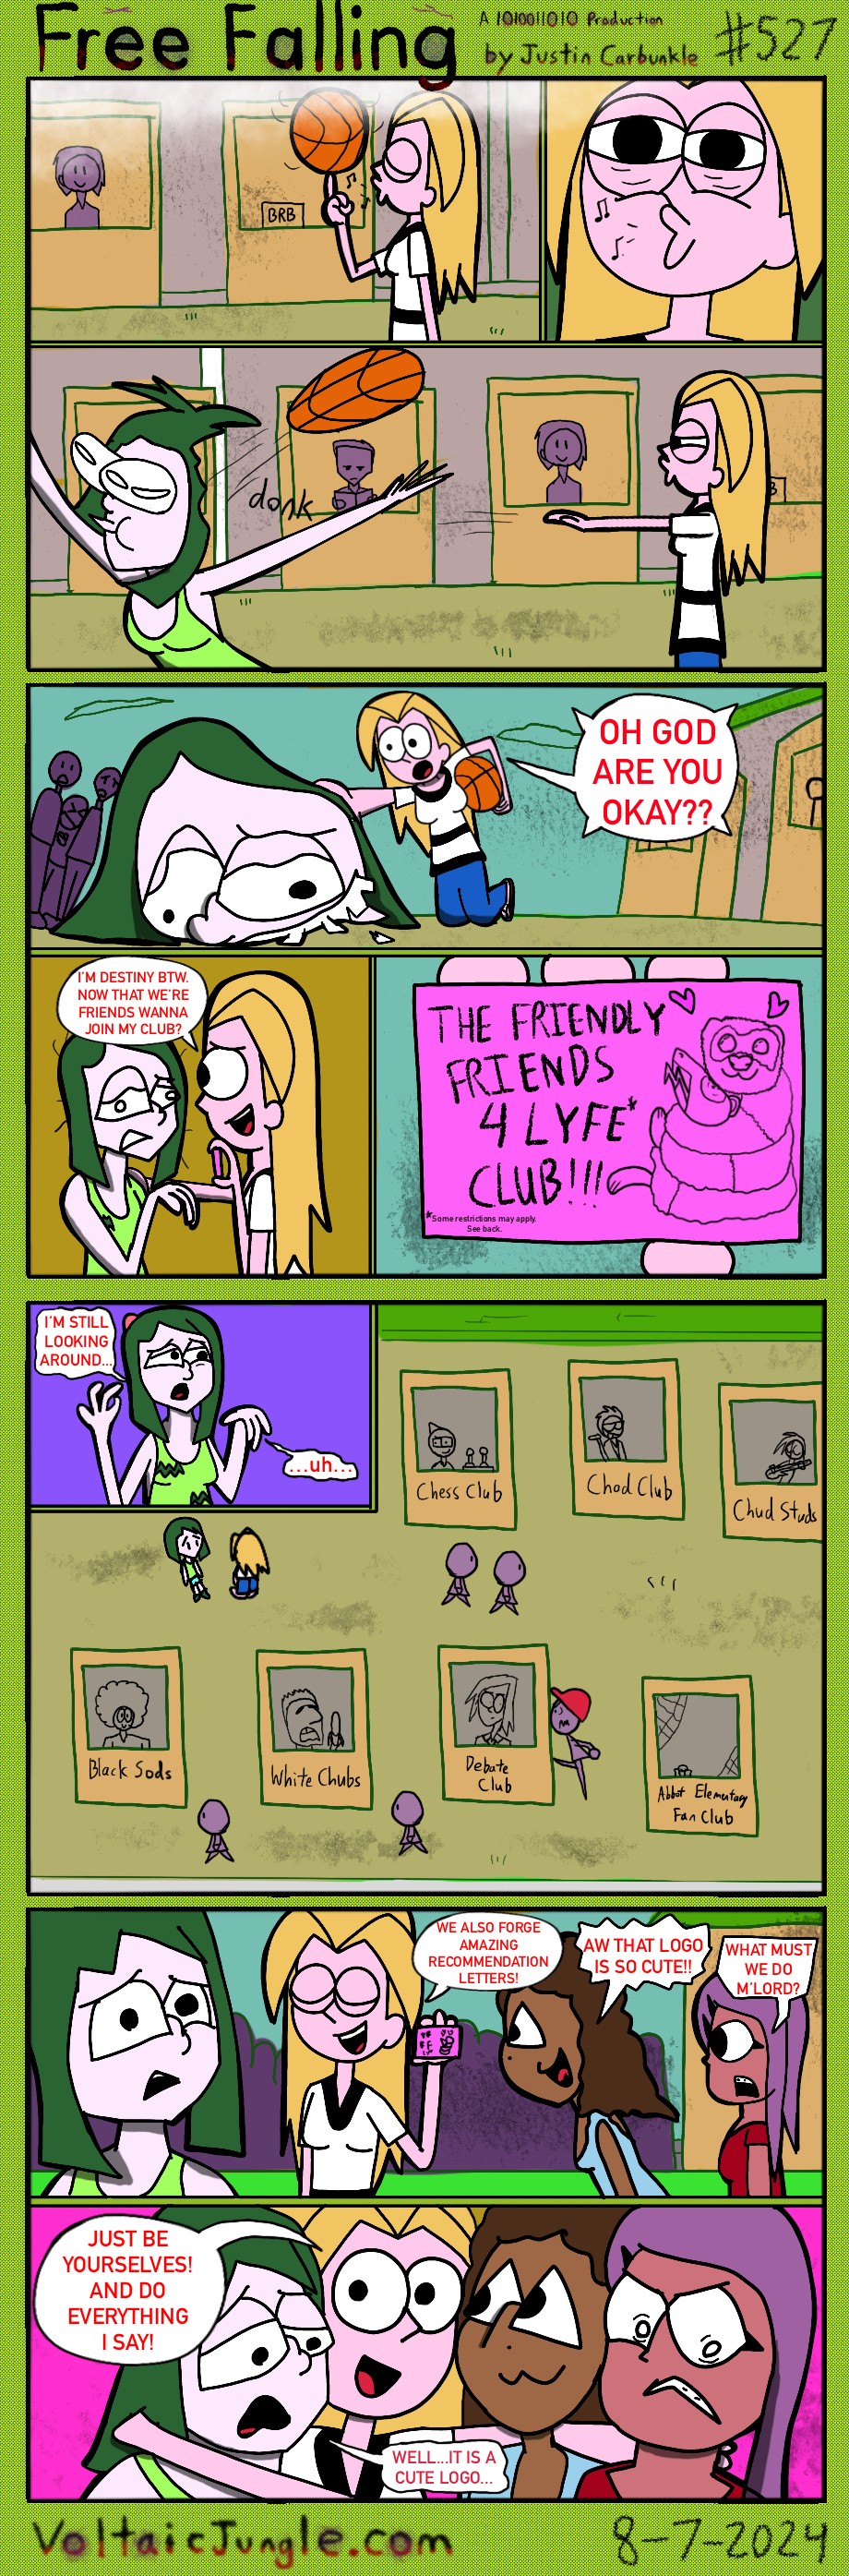 Free Falling
A 1010011010 Production
by Justin Carbunkle
#527
BRB
donk
OH GOD
ARE YOU
OKAY??
I'M DESTINY BTW.
NOW THAT WE'RE
FRIENDS WANNA
JOIN MY CLUB?
THE FRIENDLY
FRIENDS
4 LYFE*
CLUB!!!
*Some restrictions may apply.
See back.
I'M STILL
LOOKING
AROUND...
...uh...
Chess Club
Chad Club
Chud Studs
Black Sods
White Chubs
Debate
Club
Abbot Elementary
Fan Club
WE ALSO FORGE
AMAZING
RECOMMENDATION
LETTERS!
AW THAT LOGO
IS SO CUTE!!
WHAT MUST
WE DO
M'LORD?
JUST BE
YOURSELVES!
AND DO
EVERYTHING
I SAY!
WELL...IT IS A
CUTE LOGO...
VoltaicJungle.com
8-7-2024